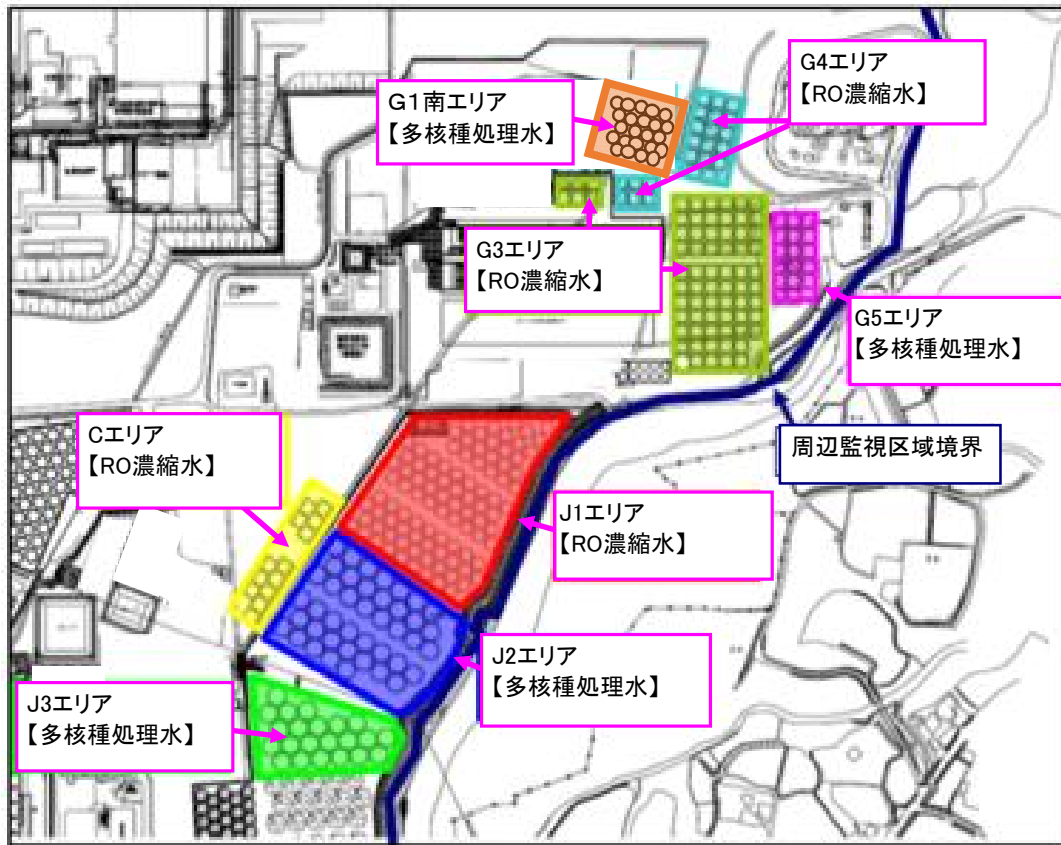 G4エリア
【RO濃縮水】
G1南エリア
【多核種処理水】
G3エリア
【RO濃縮水】
G5エリア
【多核種処理水】
Cエリア
【RO濃縮水】
周辺監視区域境界
J1エリア
【RO濃縮水】
J2エリア
【多核種処理水】
J3エリア
【多核種処理水】